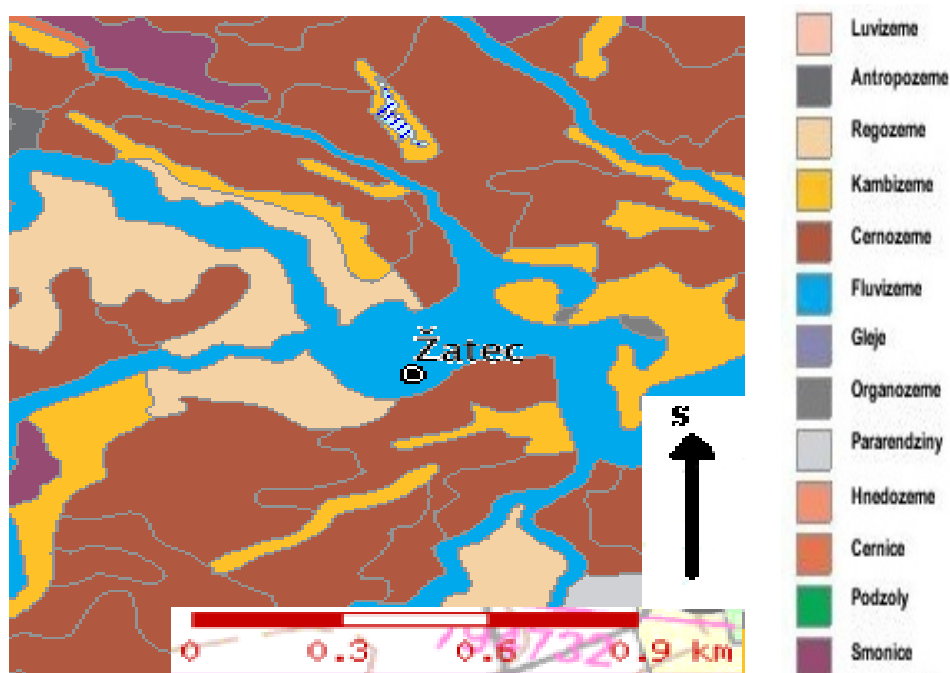 Luvizeme
Antropozeme
Regozeme
Kambizeme
Cernozeme
Fluvizeme
Gleje
Organozeme
Pararendziny
Hnedozeme
Cernice
Podzoly
Smonice
Žatec
S
0 0.3 0.6 0.9 km